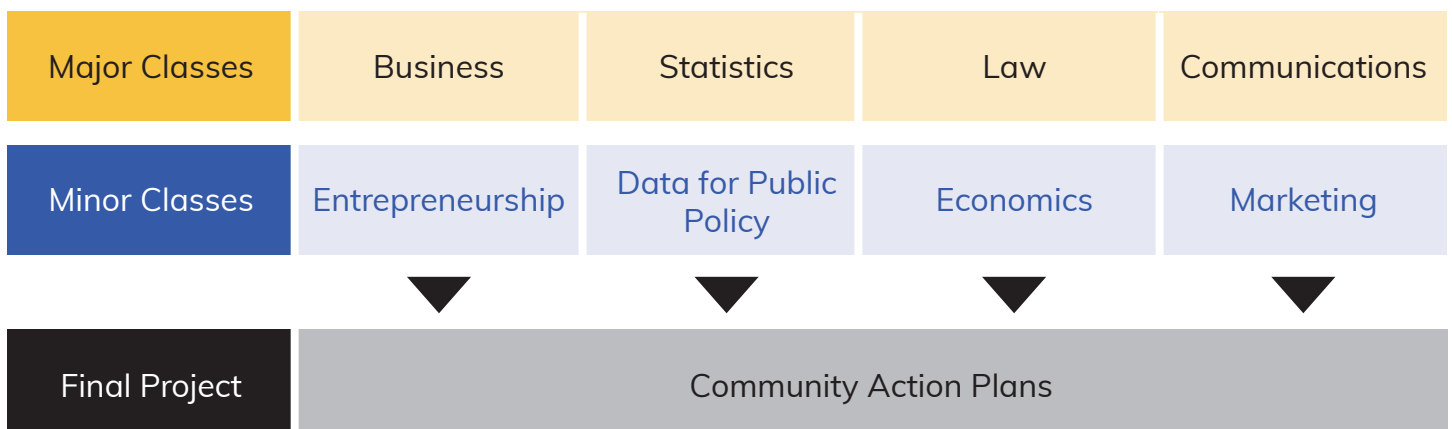 Major Classes
Business
Statistics
Law
Communications
Minor Classes
Entrepreneurship
Data for Public
Policy
Economics
Marketing
Final Project
Community Action Plans